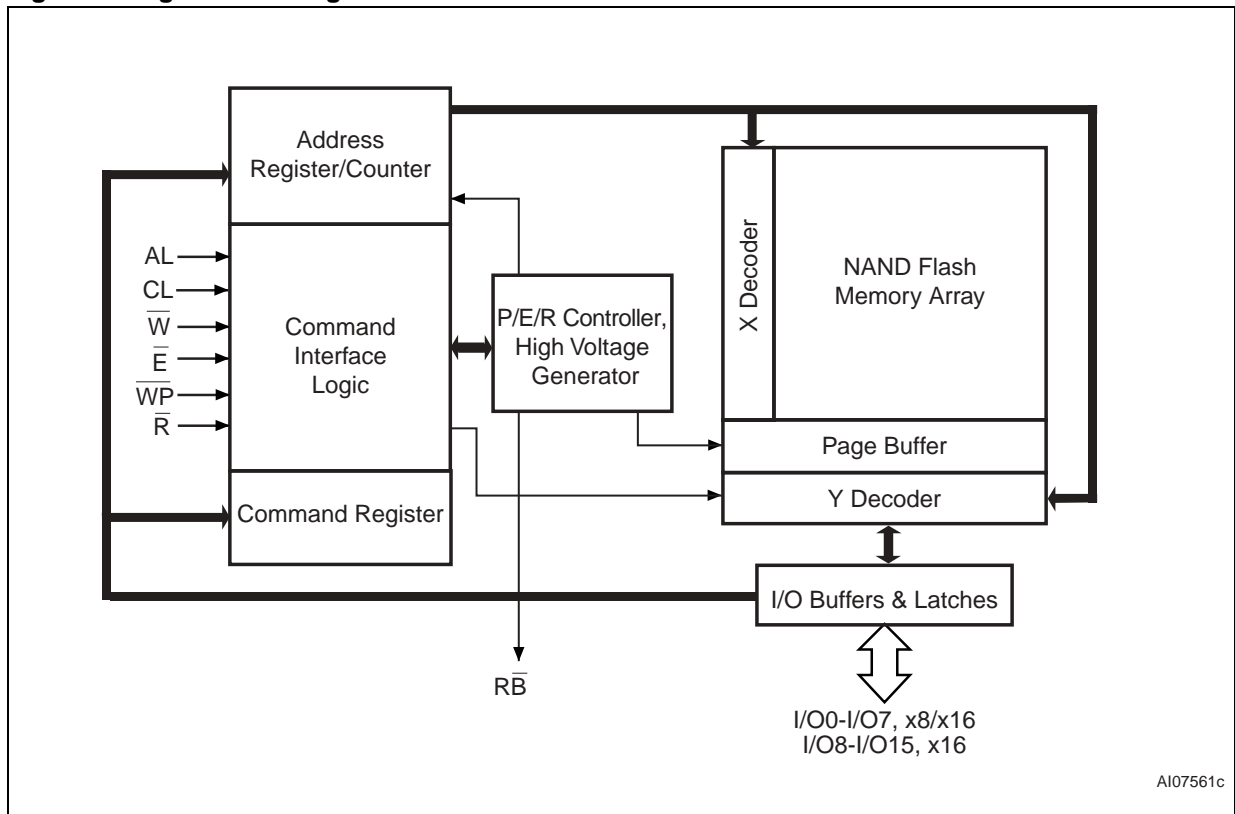 Address
Register/Counter
AL
CL
W̅
E̅
W̅P̅
R̅
Command
Interface
Logic
Command Register
P/E/R Controller,
High Voltage
Generator
RB̅
X Decoder
NAND Flash
Memory Array
Page Buffer
Y Decoder
I/O Buffers & Latches
I/O0-I/O7, x8/x16
I/O8-I/O15, x16
AI07561c